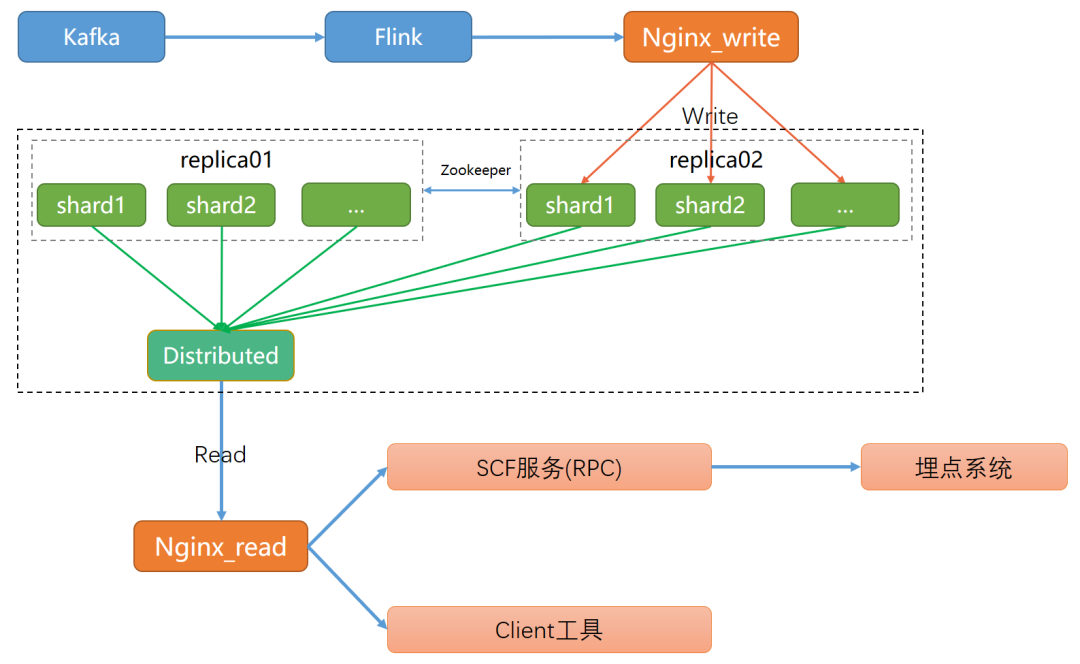 Kafka
Flink
Nginx_write
Write
replica01
Zookeeper
replica02
shard1
shard2
...
shard1
shard2
...
Distributed
Read
SCF服务(RPC)
埋点系统
Nginx_read
Client工具